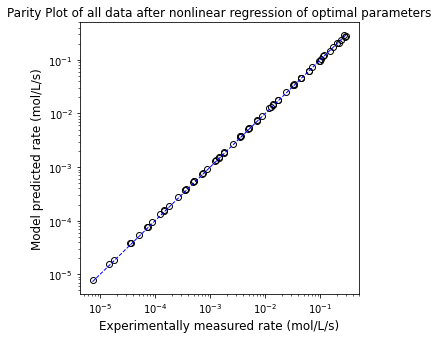 Parity Plot of all data after nonlinear regression of optimal parameters
Model predicted rate (mol/L/s)
10⁻¹
10⁻²
10⁻³
10⁻⁴
10⁻⁵
10⁻⁵ 10⁻⁴ 10⁻³ 10⁻² 10⁻¹
Experimentally measured rate (mol/L/s)